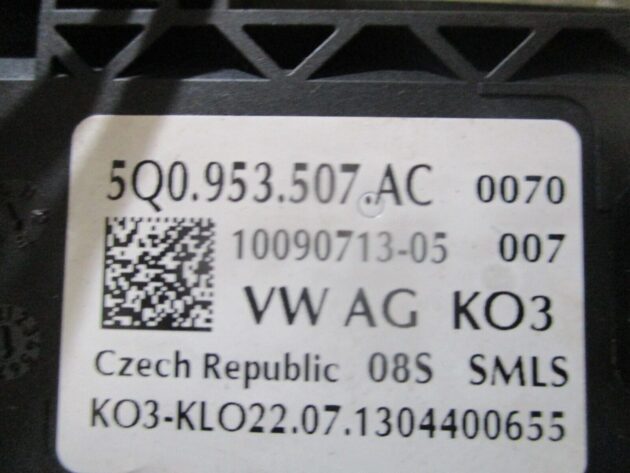 5Q0.953.507.AC 0070
10090713-05 007
VW AG KO3
Czech Republic 08S SMLS
KO3-KLO22.07.1304400655